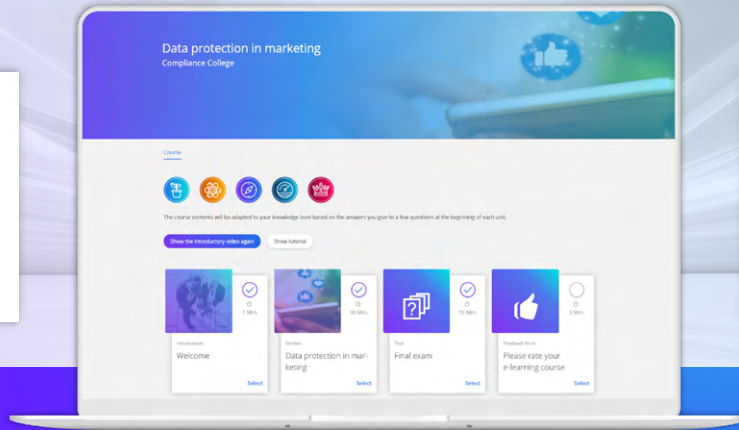 Data protection in marketing
Compliance College
Course
The course contents will be adapted to your knowledge level based on the answers you give to a few questions at the beginning of each unit.
Show the introductory video again
Show tutorial
1 Min.
30 Min.
10 Min.
3 Min.
Introduction
Welcome
Select
Section
Data protection in mar-
keting
Select
Test
Final exam
Select
Feedback form
Please rate your
e-learning course
Select